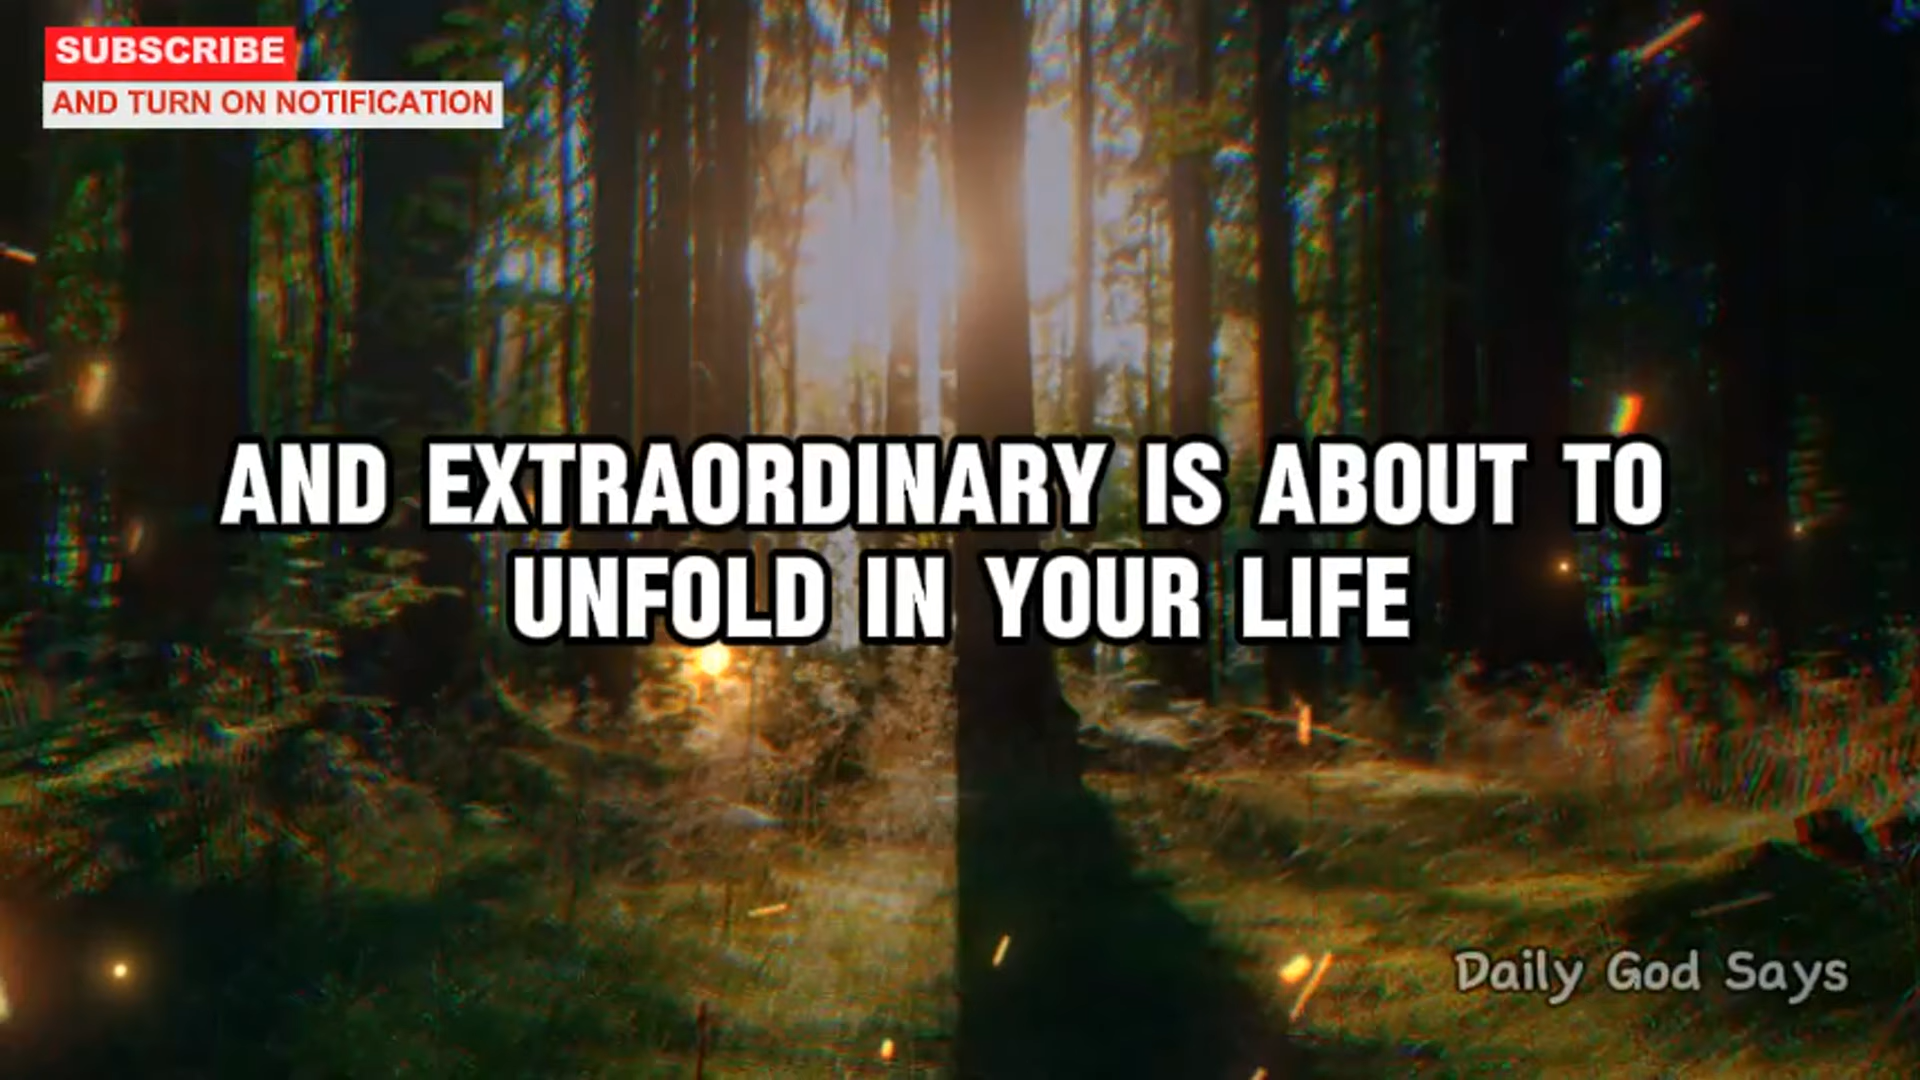 SUBSCRIBE
AND TURN ON NOTIFICATION
AND EXTRAORDINARY IS ABOUT TO
UNFOLD IN YOUR LIFE
Daily God Says